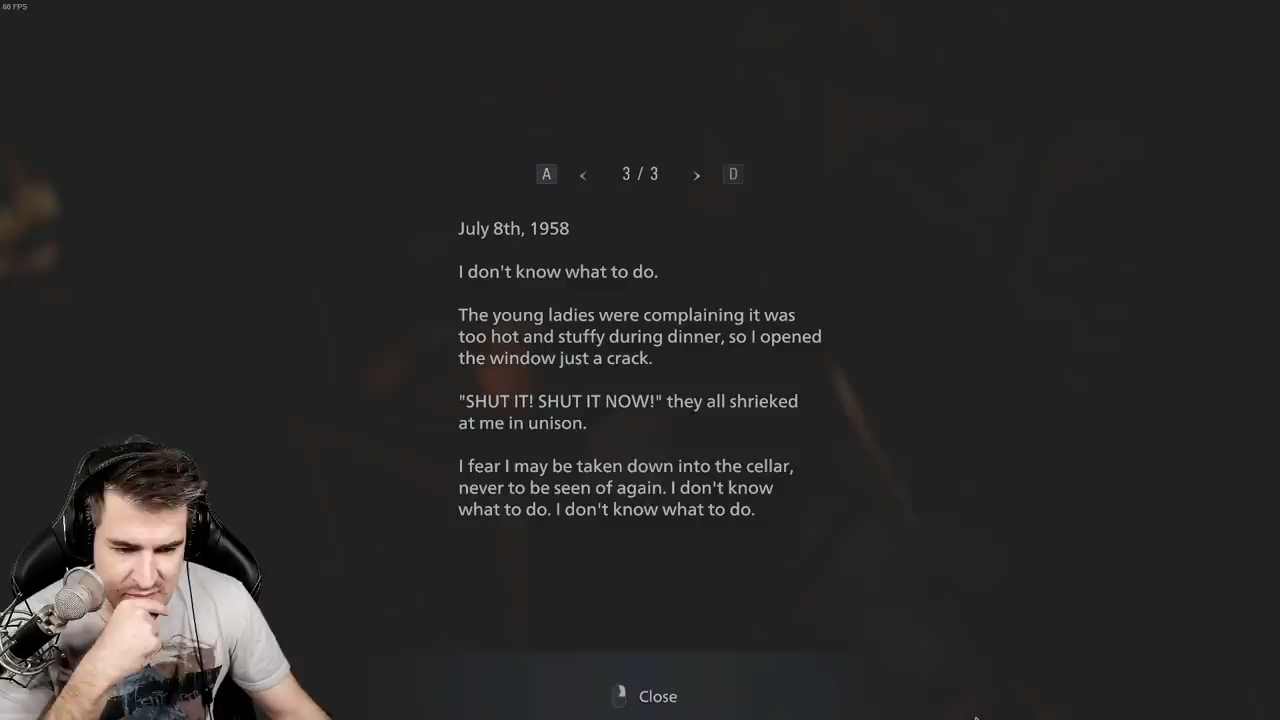 60 FPS
A < 3 / 3 > D
July 8th, 1958
I don't know what to do.
The young ladies were complaining it was
too hot and stuffy during dinner, so I opened
the window just a crack.
"SHUT IT! SHUT IT NOW!" they all shrieked
at me in unison.
I fear I may be taken down into the cellar,
never to be seen of again. I don't know
what to do. I don't know what to do.
Close